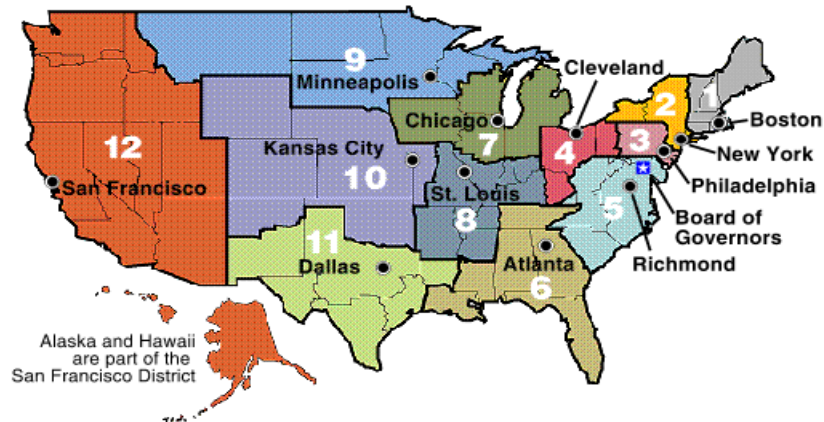 9
Minneapolis
Cleveland
2
1
Chicago
7
Boston
12
Kansas City
4
3
New York
10
San Francisco
St. Louis
Philadelphia
8
5
Board of
Governors
11
Dallas
Atlanta
6
Richmond
Alaska and Hawaii
are part of the
San Francisco District